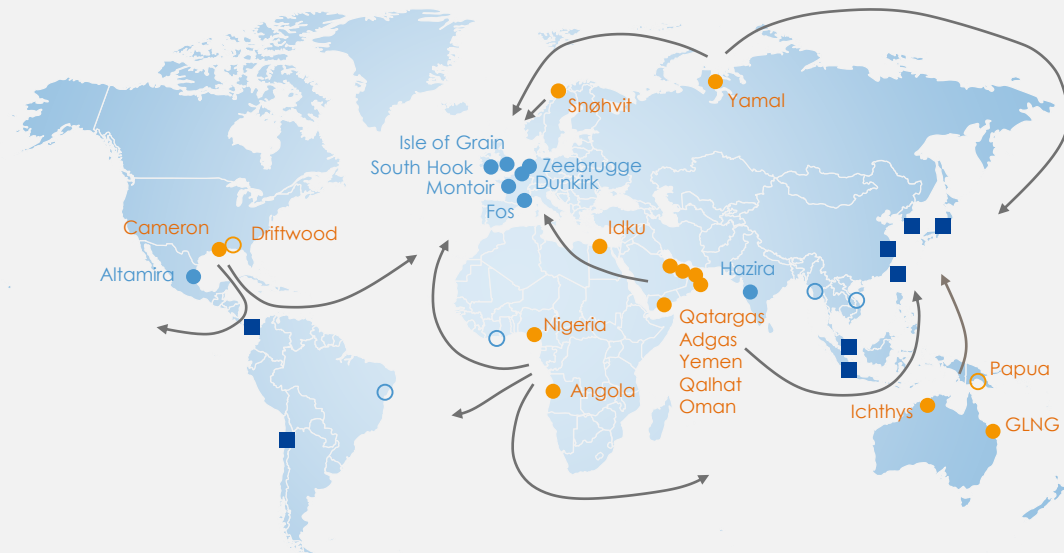 Snøhvit
Yamal
Isle of Grain
South Hook
Zeebrugge
Montoir
Dunkirk
Fos
Cameron
Driftwood
Idku
Altamira
Hazira
Nigeria
Qatargas
Adgas
Yemen
Qalhat
Oman
Papua
Angola
Ichthys
GLNG